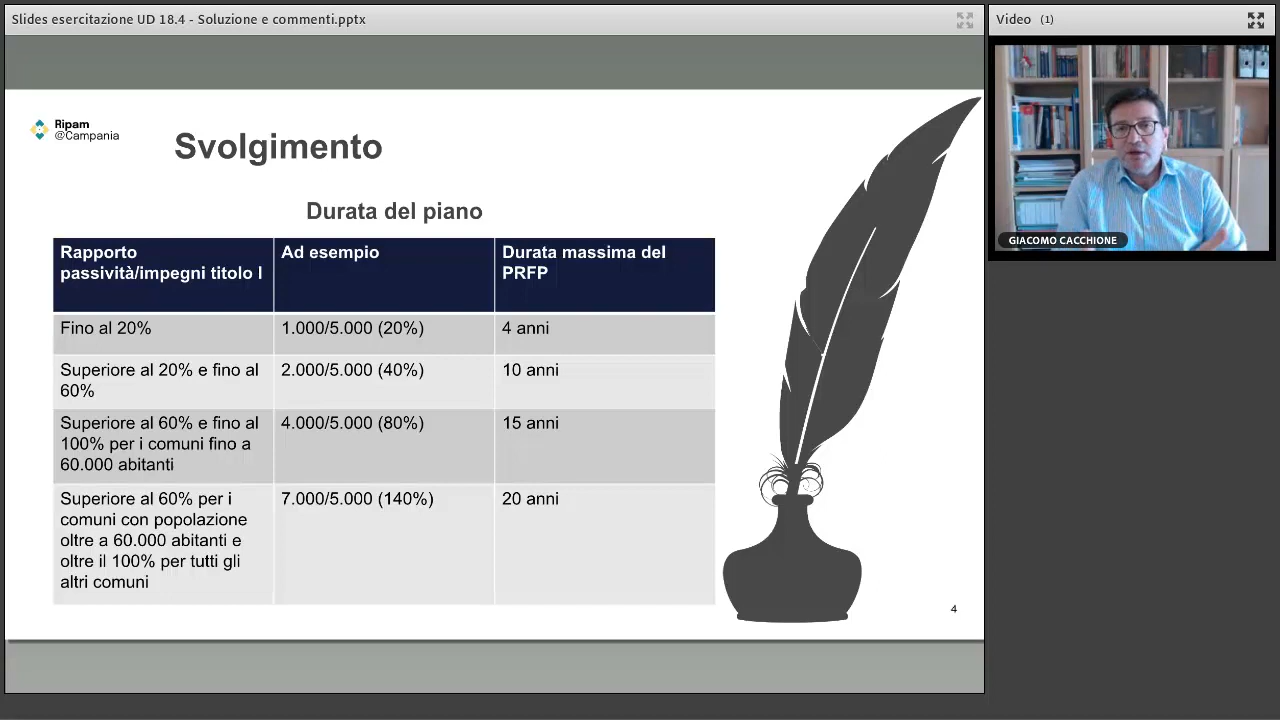 Slides esercitazione UD 18.4 - Soluzione e commenti.pptx
Video (1)
Ripam
@Campania
Svolgimento
Durata del piano
Rapporto
passività/impegni titolo I
Ad esempio
Durata massima del
PRFP
Fino al 20%
1.000/5.000 (20%)
4 anni
Superiore al 20% e fino al
60%
2.000/5.000 (40%)
10 anni
Superiore al 60% e fino al
100% per i comuni fino a
60.000 abitanti
4.000/5.000 (80%)
15 anni
Superiore al 60% per i
comuni con popolazione
oltre a 60.000 abitanti e
oltre il 100% per tutti gli
altri comuni
7.000/5.000 (140%)
20 anni
4
GIACOMO CACCHIONE